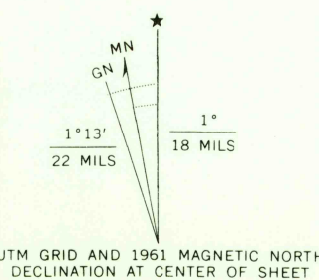 ★
MN
GN
1°13′
22 MILS
1°
18 MILS
UTM GRID AND 1961 MAGNETIC NORTH
DECLINATION AT CENTER OF SHEET